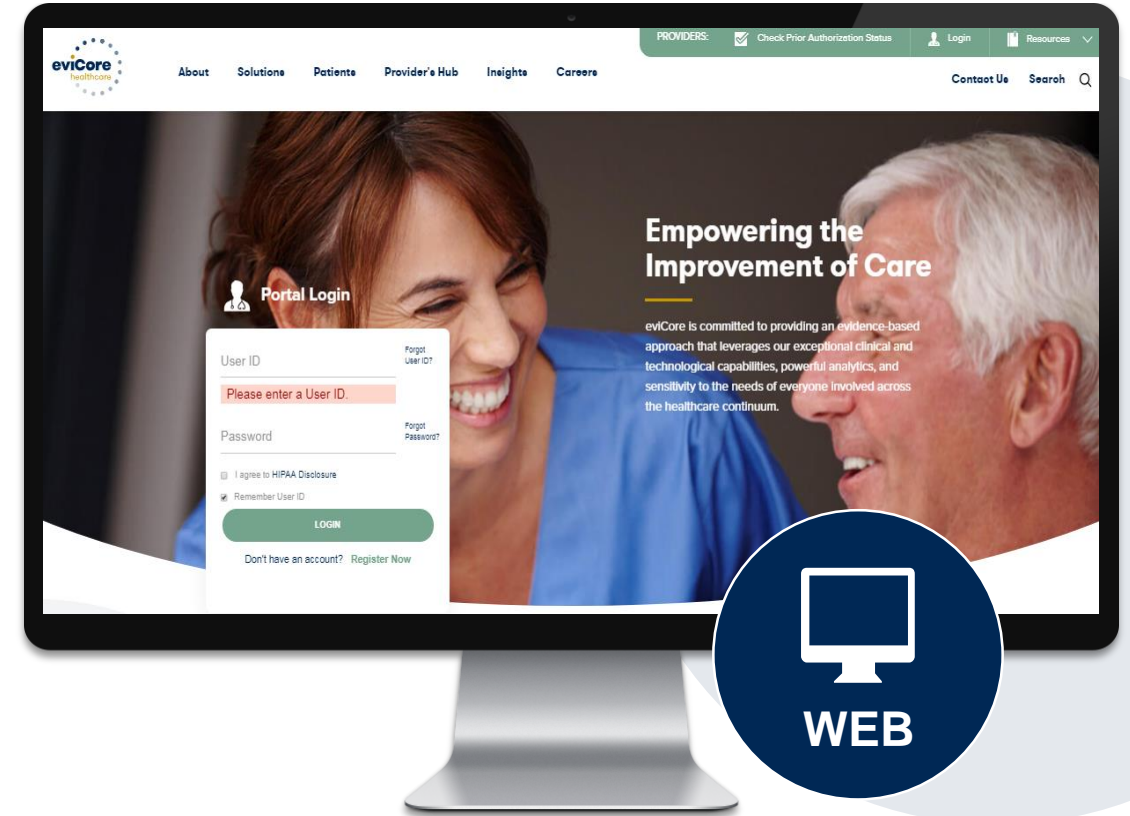 PROVIDERS: Check Prior Authorization Status Login Resources
eviCore
healthcare
About Solutions Patients Provider's Hub Insights Careers
Contact Us Search
Empowering the
Improvement of Care
eviCore is committed to providing an evidence-based
approach that leverages our exceptional clinical and
technological capabilities, powerful analytics, and
sensitivity to the needs of everyone involved across
the healthcare continuum.
Portal Login
User ID
Forgot
User ID?
Please enter a User ID.
Password
Forgot
Password?
I agree to HIPAA Disclosure
Remember User ID
LOGIN
Don't have an account? Register Now
WEB